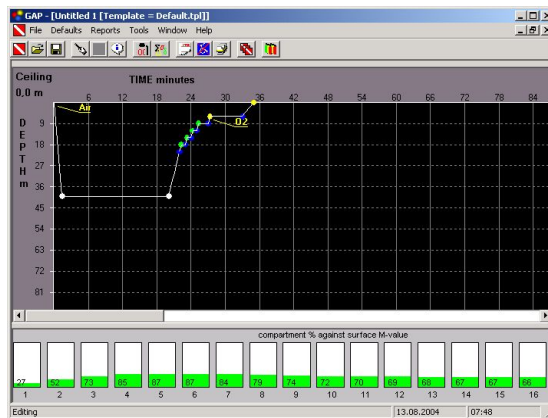 GAP - [Untitled 1 [Template = Default.tpl]]
File Defaults Reports Tools Window Help
Ceiling TIME minutes
0,0 m 6 12 18 24 30 36 42 48 54 60 66 72 78 84
Air
O2
DEPTH m
9
18
27
36
45
54
63
72
81
compartment % against surface M-value
27 52 73 85 87 87 84 79 74 72 70 69 68 67 67 66
1 2 3 4 5 6 7 8 9 10 11 12 13 14 15 16
Editing 13.08.2004 07:48